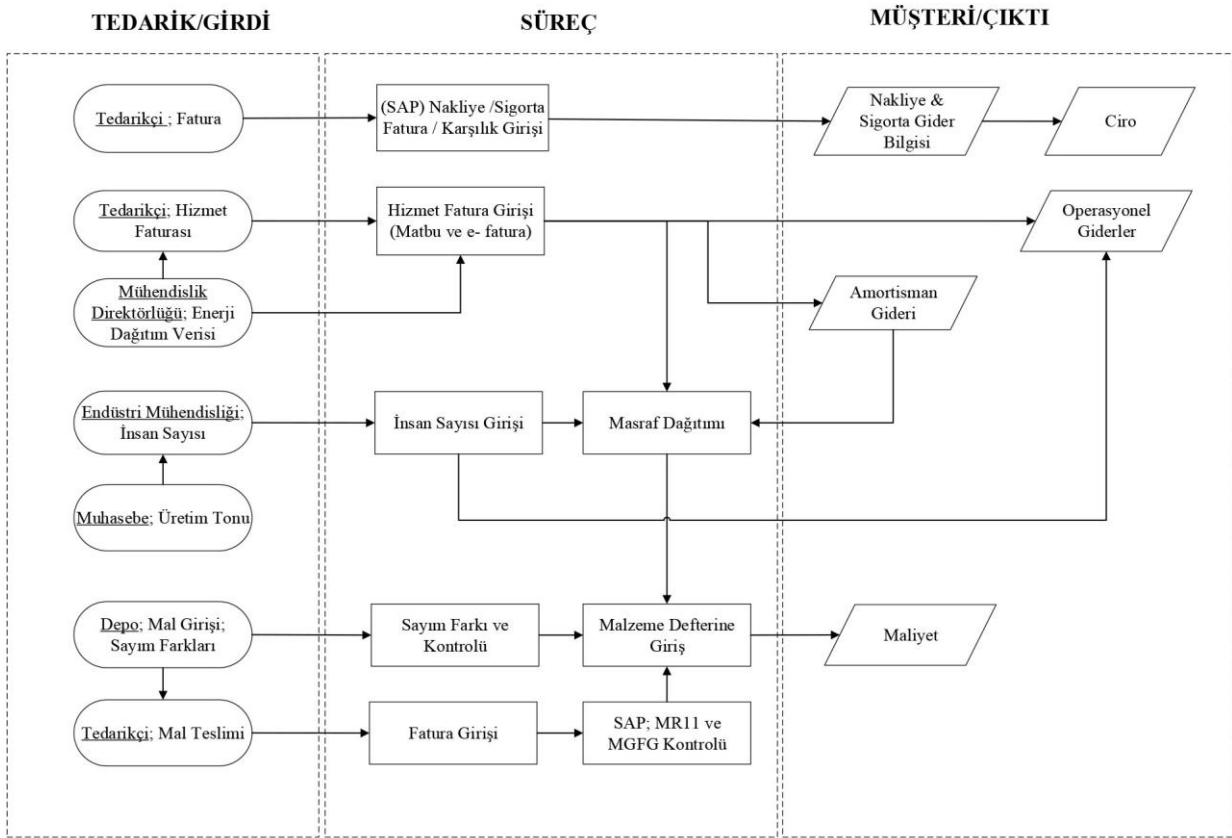 TEDARİK/GİRDİ
SÜREÇ
MÜŞTERİ/ÇIKTI
Tedarikçi ; Fatura
(SAP) Nakliye /Sigorta
Fatura / Karşılık Girişi
Nakliye &
Sigorta Gider
Bilgisi
Ciro
Tedarikçi; Hizmet
Faturası
Hizmet Fatura Girişi
(Matbu ve e- fatura)
Operasyonel
Giderler
Mühendislik
Direktörlüğü; Enerji
Dağıtım Verisi
Amortisman
Gideri
Endüstri Mühendisliği;
İnsan Sayısı
İnsan Sayısı Girişi
Masraf Dağıtımı
Muhasebe; Üretim Tonu
Depo; Mal Girişi;
Sayım Farkları
Sayım Farkı ve
Kontrolü
Malzeme Defterine
Giriş
Maliyet
Tedarikçi; Mal Teslimi
Fatura Girişi
SAP; MR11 ve
MGFG Kontrolü